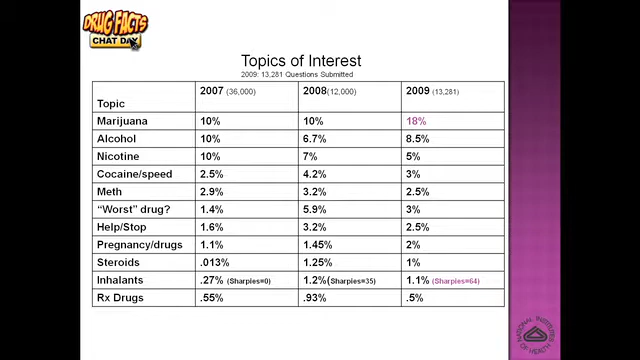 DRUG FACTS
CHAT DAY
Topics of Interest
2009: 13,281 Questions Submitted
Topic 2007 (36,000) 2008(12,000) 2009 (13,281)
Marijuana 10% 10% 18%
Alcohol 10% 6.7% 8.5%
Nicotine 10% 7% 5%
Cocaine/speed 2.5% 4.2% 3%
Meth 2.9% 3.2% 2.5%
“Worst” drug? 1.4% 5.9% 3%
Help/Stop 1.6% 3.2% 2.5%
Pregnancy/drugs 1.1% 1.45% 2%
Steroids .013% 1.25% 1%
Inhalants .27% (Sharpies=0) 1.2%(Sharpies=35) 1.1% (Sharpies=64)
Rx Drugs .55% .93% .5%
NATIONAL INSTITUTES
OF HEALTH